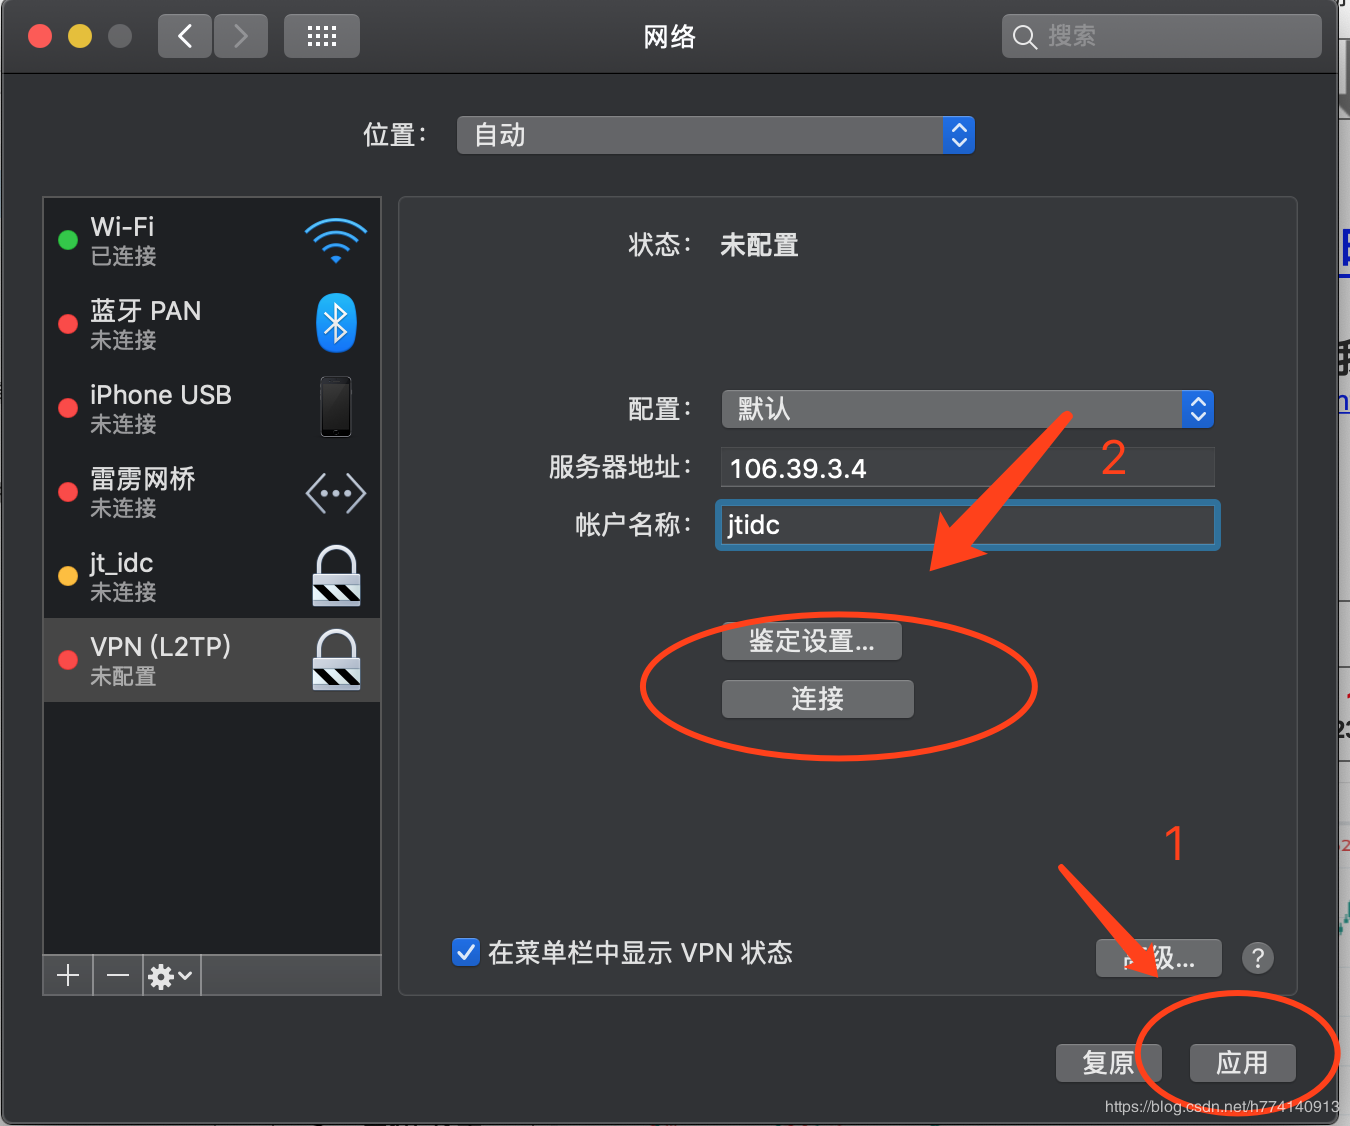 网络
搜索
位置：
自动
Wi-Fi
已连接
蓝牙 PAN
未连接
iPhone USB
未连接
雷雳网桥
未连接
jt_idc
未连接
VPN (L2TP)
未配置
状态：
未配置
配置：
默认
2
服务器地址：
106.39.3.4
帐户名称：
jtidc
鉴定设置...
连接
1
在菜单栏中显示 VPN 状态
高级...
?
复原
应用
https://blog.csdn.net/h774140913